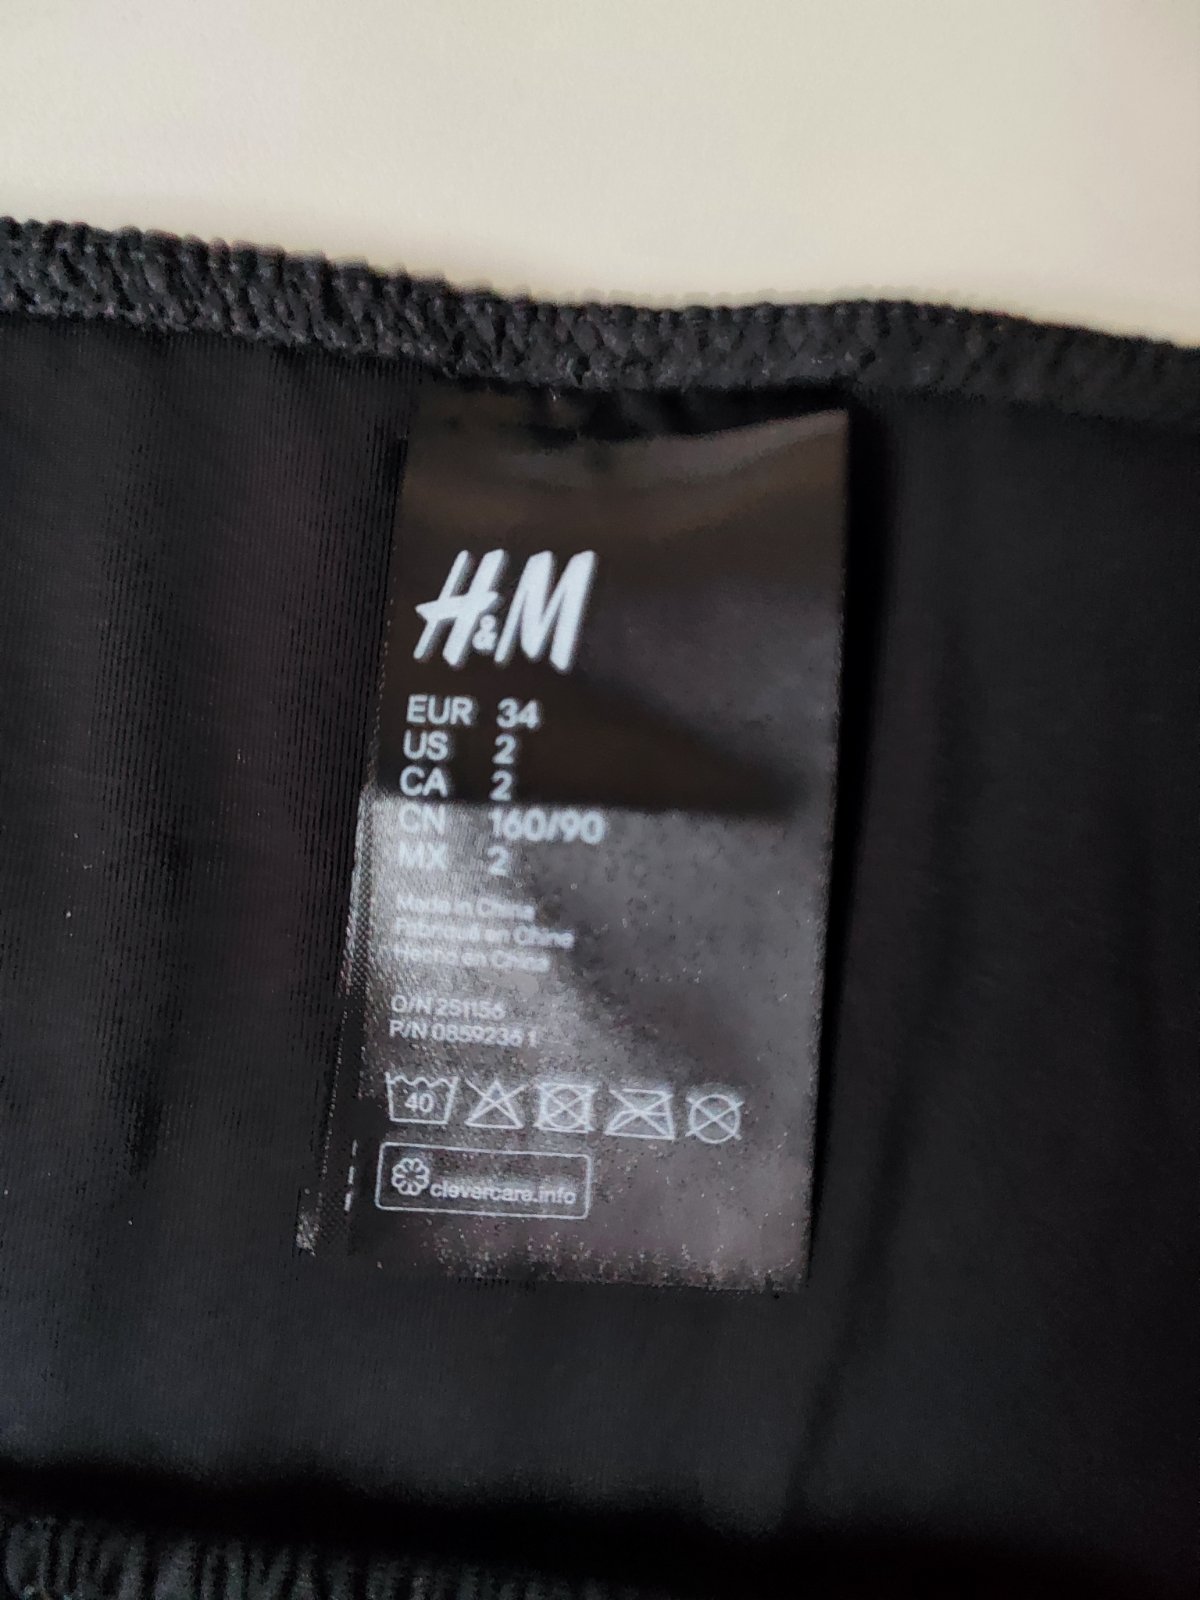 H&M
EUR 34
US 2
CA 2
CN 160/90
MX 2
Made in China
Fabriqué en Chine
Hecho en China
O/N 251156
P/N 0859236 1
40
clevercare.info